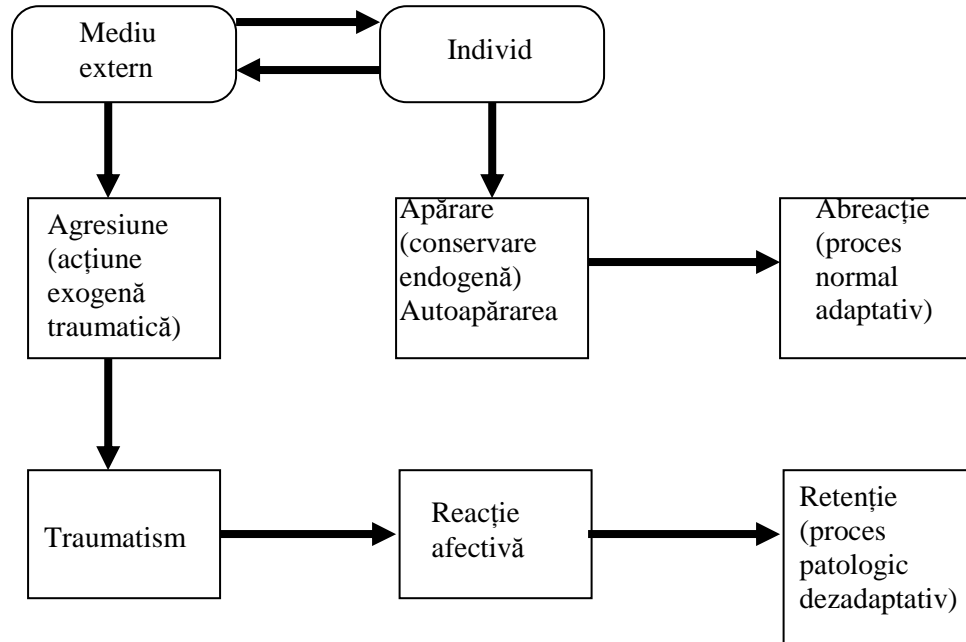 Mediu
extern
Individ
Agresiune
(acțiune
exogenă
traumatică)
Apărare
(conservare
endogenă)
Autoapărarea
Abreacție
(proces
normal
adaptativ)
Traumatism
Reacție
afectivă
Retenție
(proces
patologic
dezadaptativ)